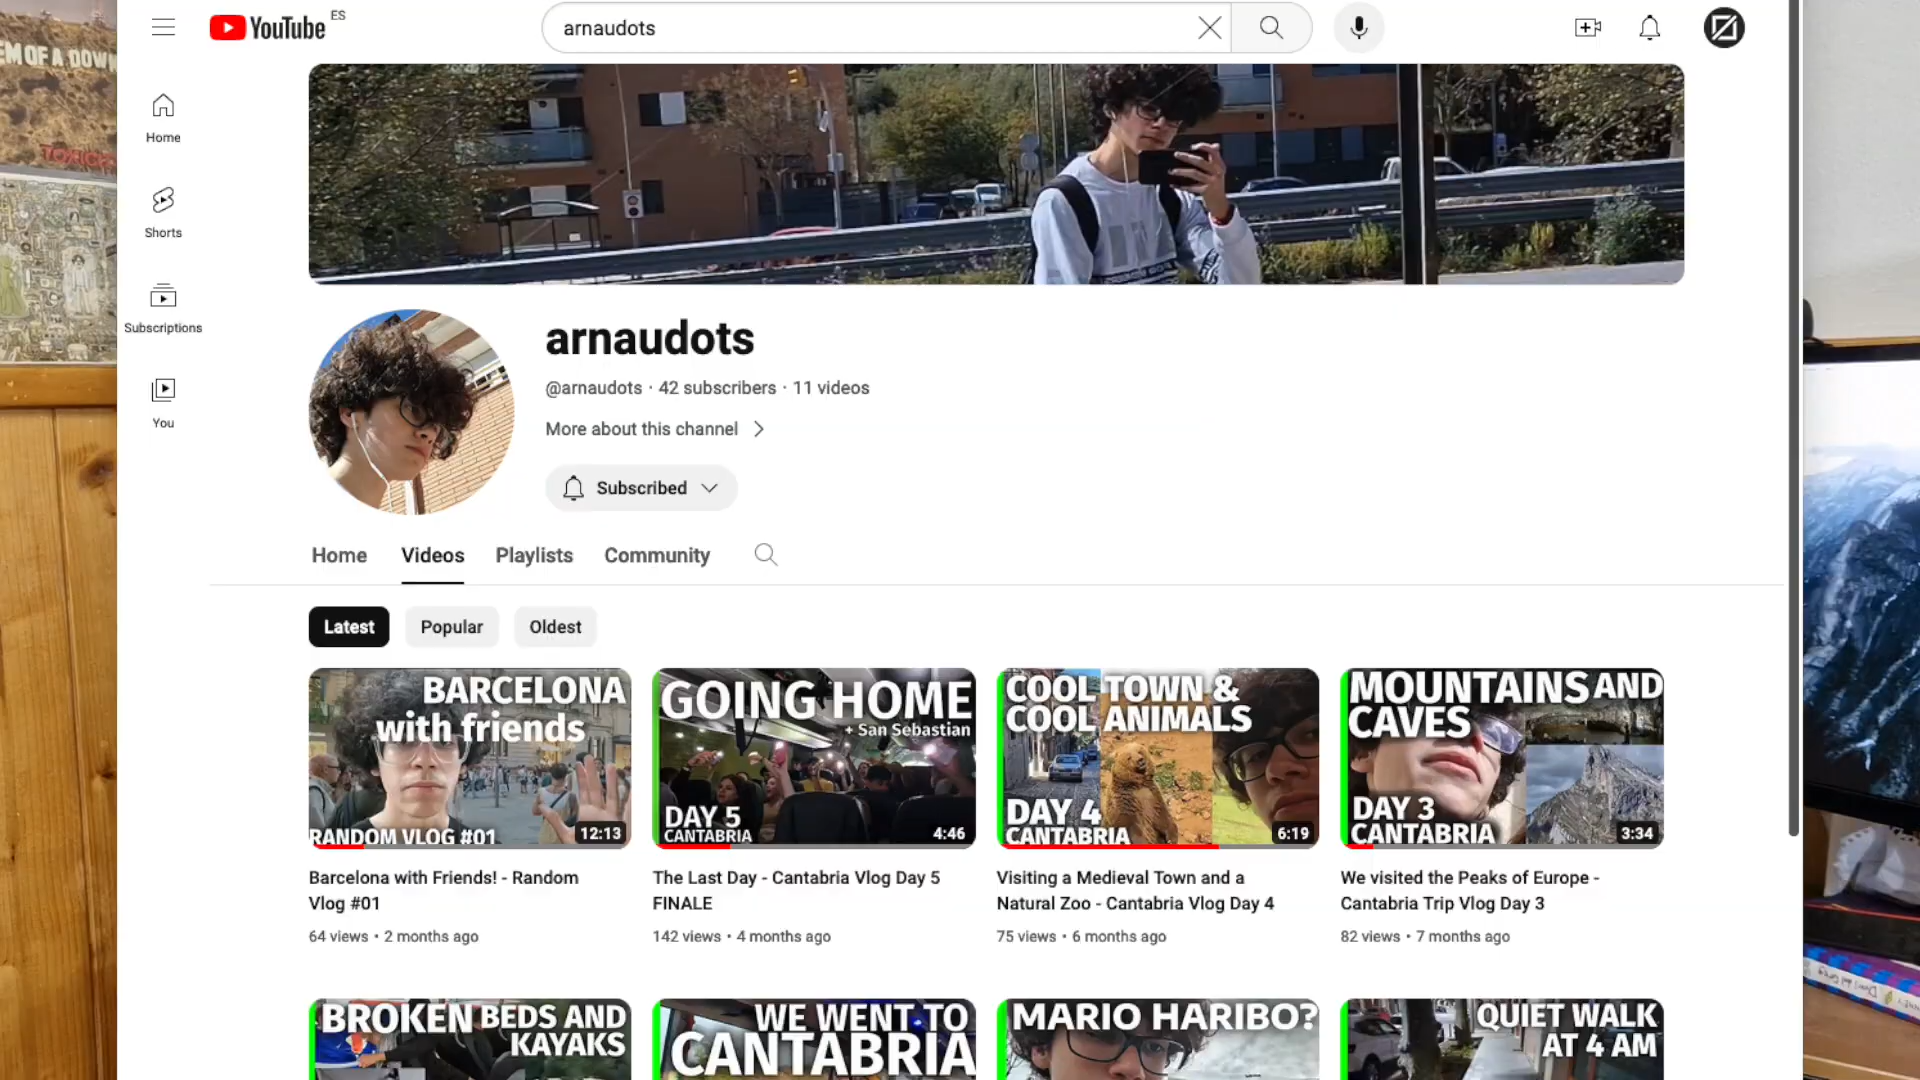 EM OF A DOWN
TOXICITY
YouTube ES
arnaudots
Home
Shorts
Subscriptions
You
arnaudots
@arnaudots · 42 subscribers · 11 videos
More about this channel
Subscribed
Home Videos Playlists Community
Latest Popular Oldest
BARCELONA
with friends
RANDOM VLOG #01
12:13
Barcelona with Friends! - Random
Vlog #01
64 views • 2 months ago
GOING HOME
+ San Sebastian
DAY 5
CANTABRIA
4:46
The Last Day - Cantabria Vlog Day 5
FINALE
142 views • 4 months ago
COOL TOWN &
COOL ANIMALS
DAY 4
CANTABRIA
6:19
Visiting a Medieval Town and a
Natural Zoo - Cantabria Vlog Day 4
75 views • 6 months ago
MOUNTAINS AND
CAVES
DAY 3
CANTABRIA
3:34
We visited the Peaks of Europe -
Cantabria Trip Vlog Day 3
82 views • 7 months ago
BROKEN BEDS AND
KAYAKS
WE WENT TO
CANTABRIA
MARIO HARIBO?
QUIET WALK
AT 4 AM